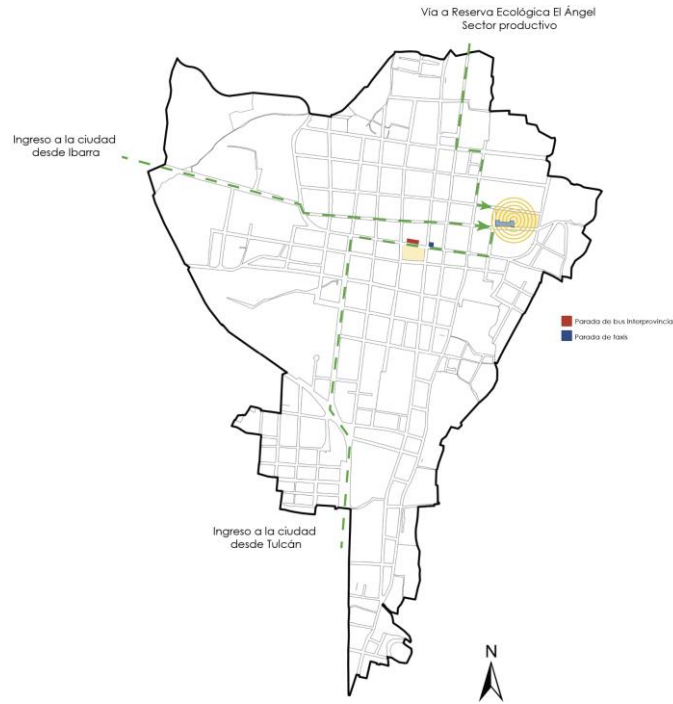 Vía a Reserva Ecológica El Ángel
Sector productivo
Ingreso a la ciudad
desde Ibarra
Parada de bus interprovincial
Parada de taxis
Ingreso a la ciudad
desde Tulcán
N